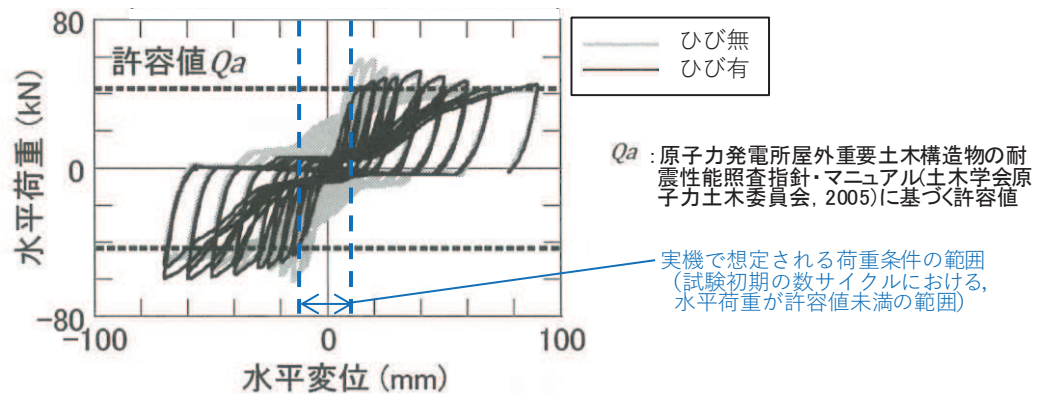 80
許容値Qa
0
−80
−100
0
100
水平荷重 (kN)
水平変位 (mm)
ひび無
ひび有
Qa :原子力発電所屋外重要土木構造物の耐
震性能照査指針・マニュアル(土木学会原
子力土木委員会, 2005)に基づく許容値
実機で想定される荷重条件の範囲
(試験初期の数サイクルにおける,
水平荷重が許容値未満の範囲)